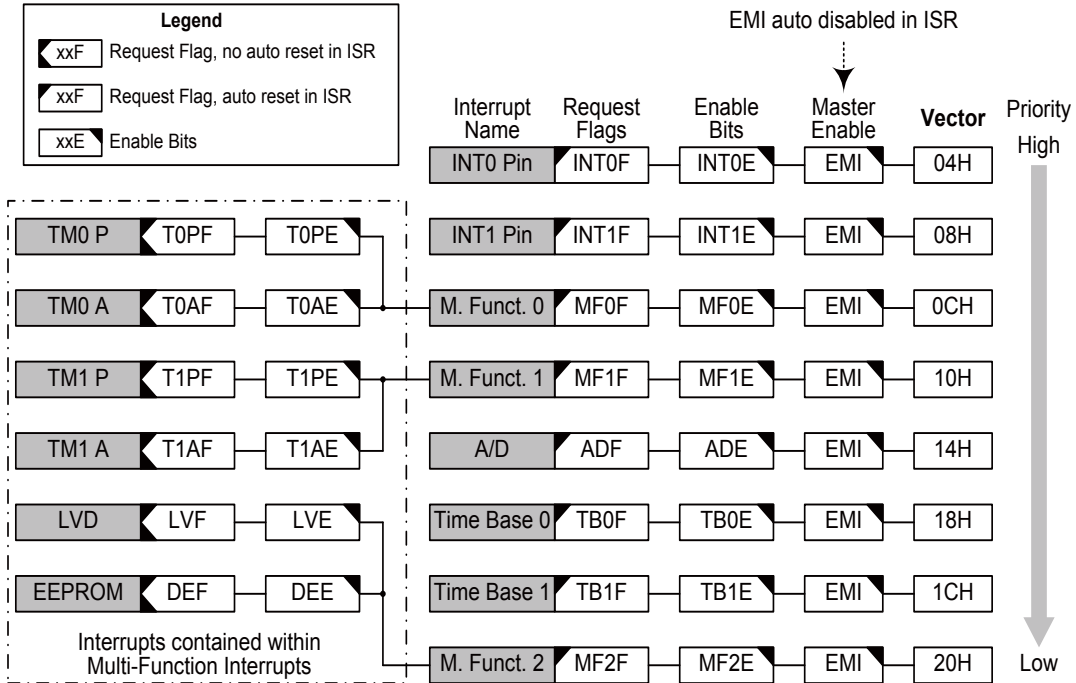 Legend
xxF Request Flag, no auto reset in ISR
xxF Request Flag, auto reset in ISR
xxE Enable Bits
EMI auto disabled in ISR
Interrupt Name Request Flags Enable Bits Master Enable Vector Priority
High
INT0 Pin INT0F INT0E EMI 04H
TM0 P T0PF T0PE INT1 Pin INT1F INT1E EMI 08H
TM0 A T0AF T0AE M. Funct. 0 MF0F MF0E EMI 0CH
TM1 P T1PF T1PE M. Funct. 1 MF1F MF1E EMI 10H
TM1 A T1AF T1AE A/D ADF ADE EMI 14H
LVD LVF LVE Time Base 0 TB0F TB0E EMI 18H
EEPROM DEF DEE Time Base 1 TB1F TB1E EMI 1CH
Interrupts contained within
Multi-Function Interrupts
M. Funct. 2 MF2F MF2E EMI 20H Low